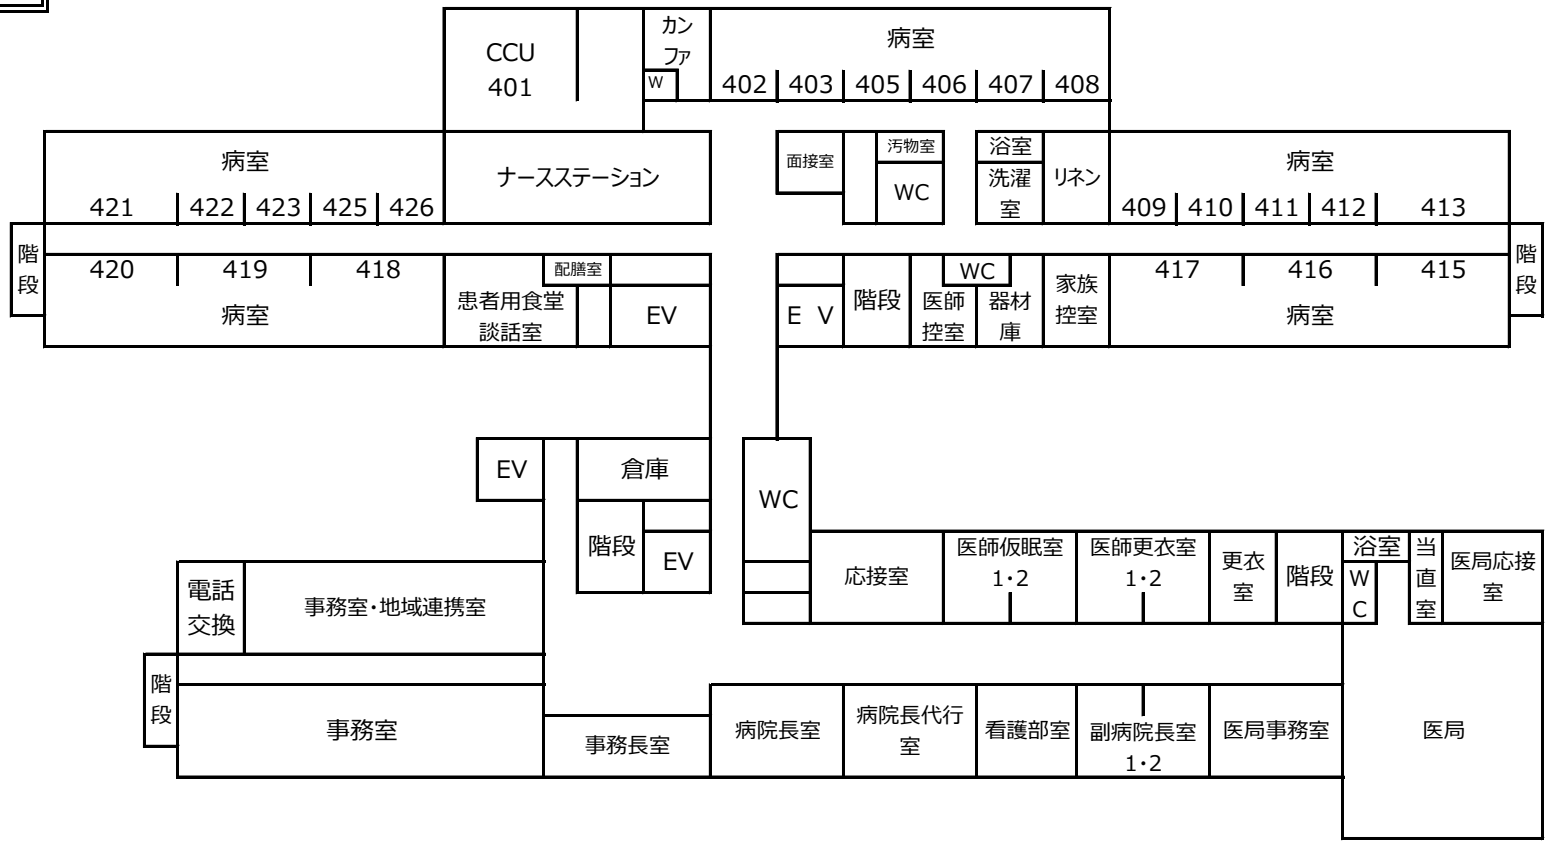 CCU
401
カン
ファ
W
病室
402 403 405 406 407 408
病室
421 422 423 425 426
ナースステーション
面接室
汚物室
WC
浴室
洗濯
室
リネン
病室
409 410 411 412 413
階
段
420 419 418
病室
配膳室
患者用食堂
談話室
EV
E V
階段
医師
控室
WC
器材
庫
家族
控室
417 416 415
病室
階
段
EV
倉庫
階段
EV
WC
応接室
医師仮眠室
1・2
医師更衣室
1・2
更衣
室
階段
浴室
W
C
当
直
室
医局応接
室
電話
交換
事務室・地域連携室
階
段
事務室
事務長室
病院長室
病院長代行
室
看護部室
副病院長室
1・2
医局事務室
医局